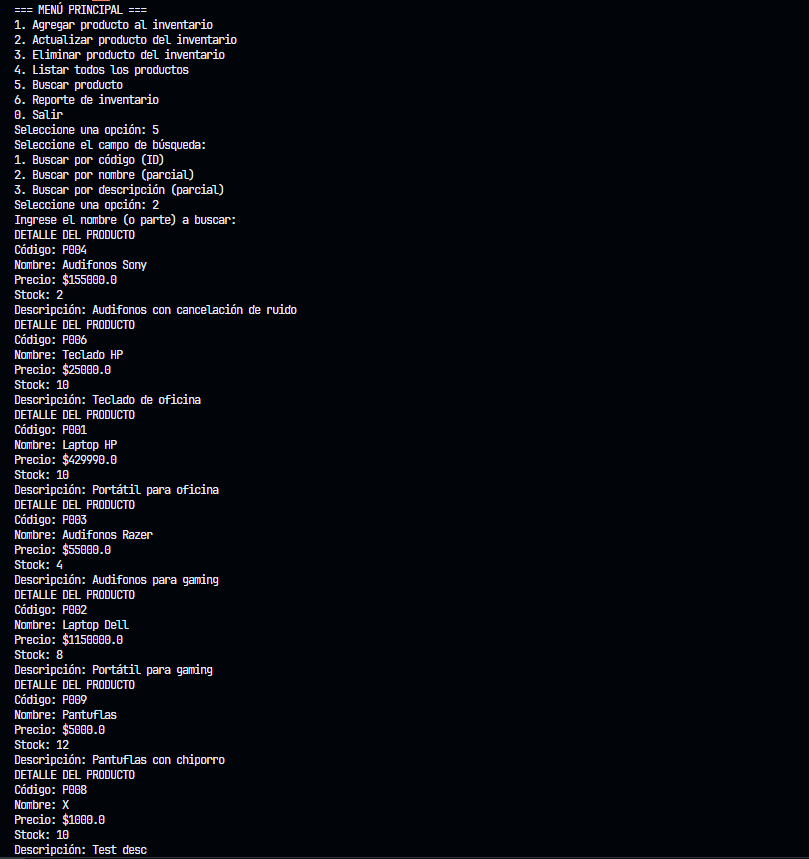 === MENÚ PRINCIPAL ===
1. Agregar producto al inventario
2. Actualizar producto del inventario
3. Eliminar producto del inventario
4. Listar todos los productos
5. Buscar producto
6. Reporte de inventario
0. Salir
Seleccione una opción: 5
Seleccione el campo de búsqueda:
1. Buscar por código (ID)
2. Buscar por nombre (parcial)
3. Buscar por descripción (parcial)
Seleccione una opción: 2
Ingrese el nombre (o parte) a buscar:
DETALLE DEL PRODUCTO
Código: P004
Nombre: Audifonos Sony
Precio: $155000.0
Stock: 2
Descripción: Audifonos con cancelación de ruido
DETALLE DEL PRODUCTO
Código: P006
Nombre: Teclado HP
Precio: $25000.0
Stock: 10
Descripción: Teclado de oficina
DETALLE DEL PRODUCTO
Código: P001
Nombre: Laptop HP
Precio: $429990.0
Stock: 10
Descripción: Portátil para oficina
DETALLE DEL PRODUCTO
Código: P003
Nombre: Audifonos Razer
Precio: $55000.0
Stock: 4
Descripción: Audifonos para gaming
DETALLE DEL PRODUCTO
Código: P002
Nombre: Laptop Dell
Precio: $1150000.0
Stock: 8
Descripción: Portátil para gaming
DETALLE DEL PRODUCTO
Código: P009
Nombre: Pantuflas
Precio: $5000.0
Stock: 12
Descripción: Pantuflas con chiporro
DETALLE DEL PRODUCTO
Código: P008
Nombre: X
Precio: $1000.0
Stock: 10
Descripción: Test desc